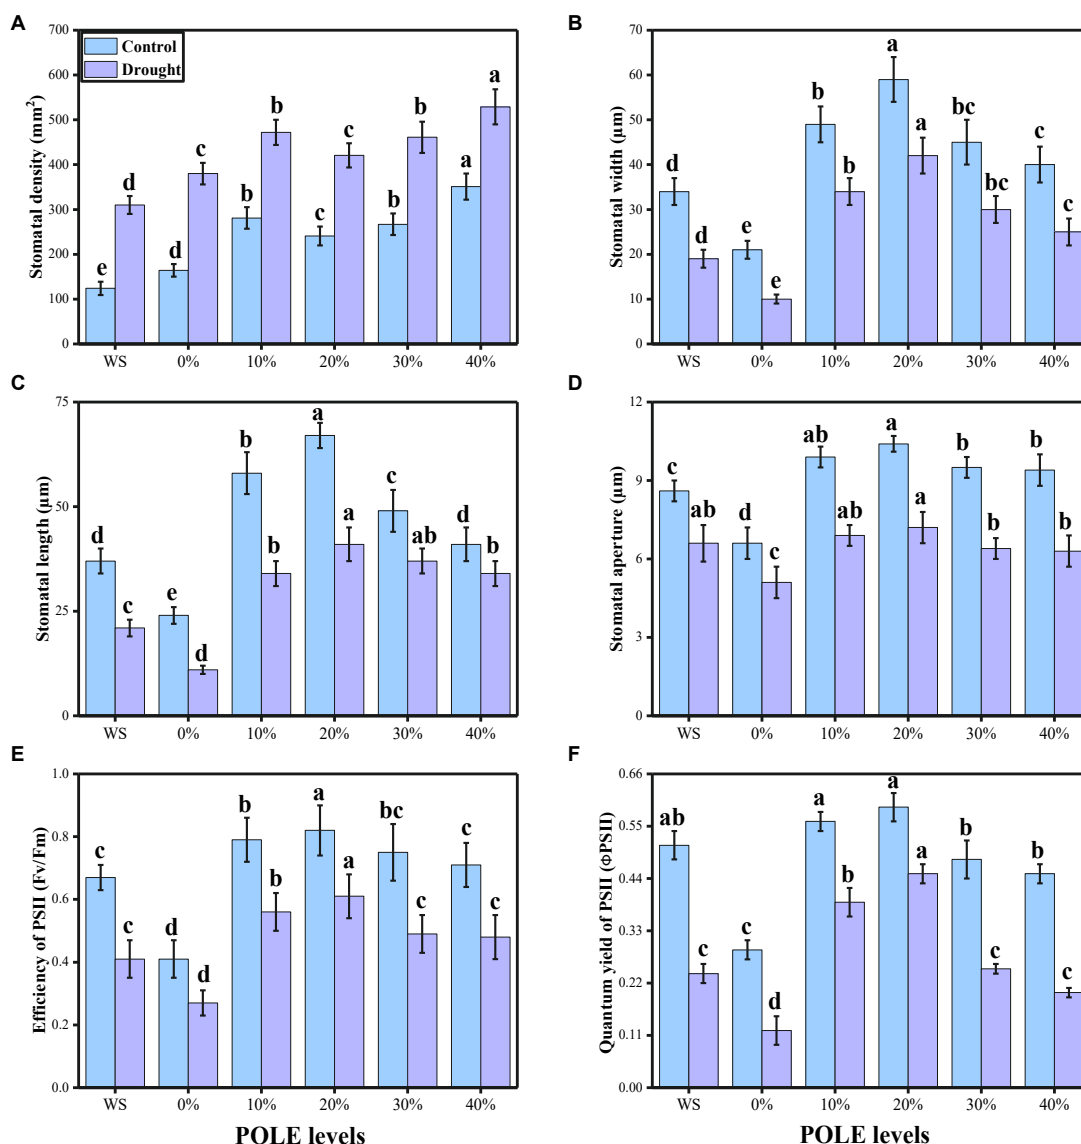 A
Stomatal density (mm²)
700
600
500
400
300
200
100
0
Control
Drought
e
d
d
c
b
b
c
c
b
b
a
a
WS 0% 10% 20% 30% 40%
B
Stomatal width (µm)
70
60
50
40
30
20
10
0
d
d
e
e
b
b
a
a
bc
bc
c
c
WS 0% 10% 20% 30% 40%
C
Stomatal length (µm)
75
50
25
0
d
c
e
d
b
b
a
a
c
ab
d
b
WS 0% 10% 20% 30% 40%
D
Stomatal aperture (µm)
12
9
6
3
0
c
ab
d
c
ab
ab
a
a
b
b
b
b
WS 0% 10% 20% 30% 40%
E
Efficiency of PSII (Fv/Fm)
1.0
0.8
0.6
0.4
0.2
0.0
c
c
d
d
b
b
a
a
bc
c
c
c
WS 0% 10% 20% 30% 40%
POLE levels
F
Quantum yield of PSII (ΦPSII)
0.66
0.55
0.44
0.33
0.22
0.11
0.00
ab
c
c
d
a
b
a
a
b
c
b
c
WS 0% 10% 20% 30% 40%
POLE levels